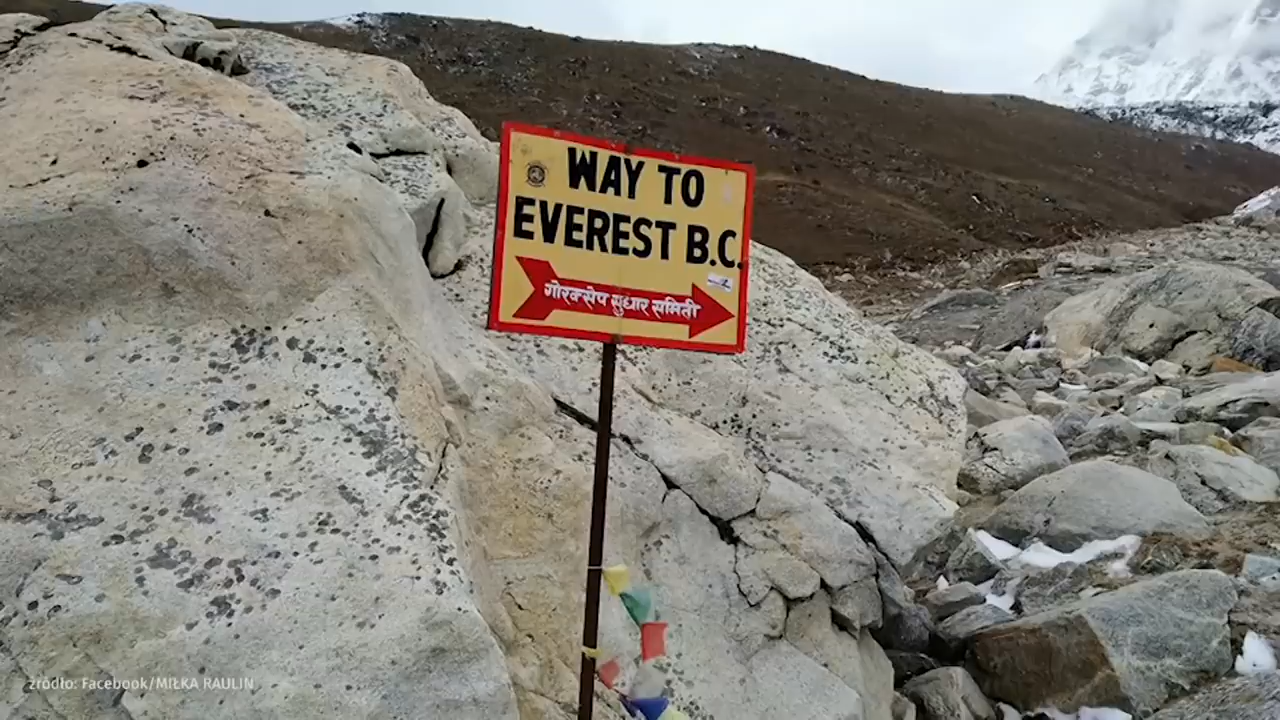 WAY TO
EVEREST B.C.
गोरक्सेप सुधार समिती
źródło: Facebook/MIŁKA RAULIN